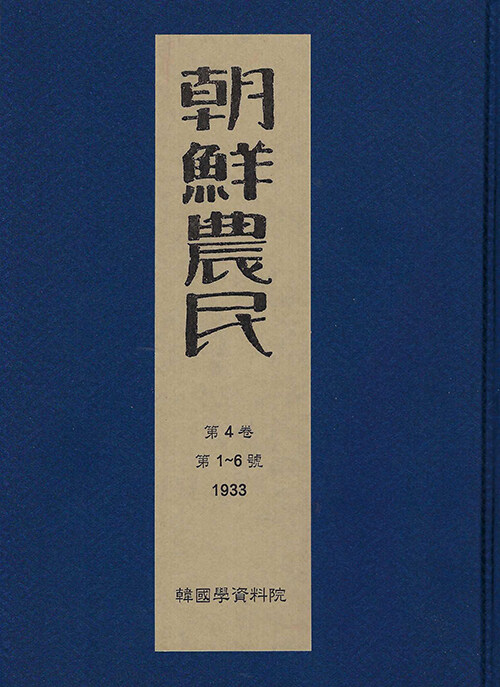 朝鮮農民
第 4 卷
第 1~6 號
1933
韓國學資料院